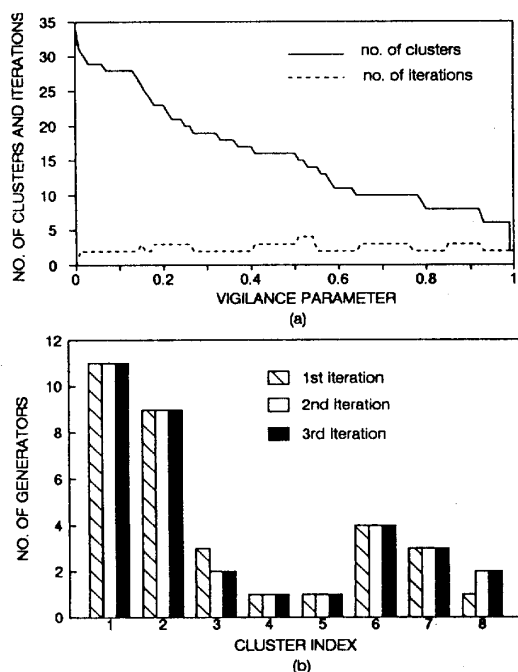 35
30
25
20
15
10
5
0
NO. OF CLUSTERS AND ITERATIONS
no. of clusters
no. of iterations
0 0.2 0.4 0.6 0.8 1
VIGILANCE PARAMETER
(a)
12
10
8
6
4
2
0
NO. OF GENERATORS
1st iteration
2nd iteration
3rd iteration
1 2 3 4 5 6 7 8
CLUSTER INDEX
(b)